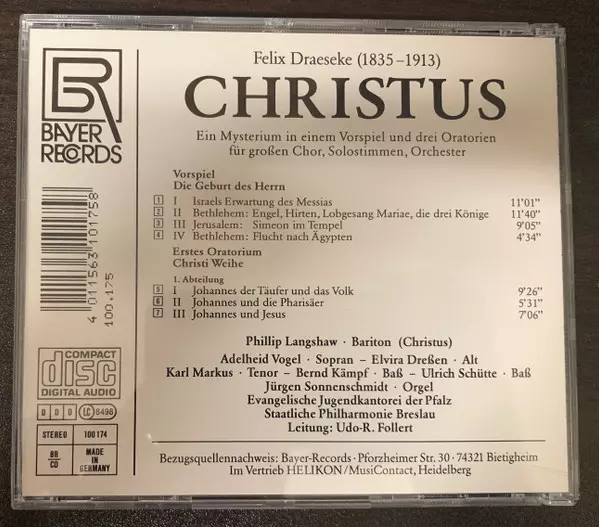 BAYER
RECORDS
Felix Draeseke (1835–1913)
CHRISTUS
Ein Mysterium in einem Vorspiel und drei Oratorien
für großen Chor, Solostimmen, Orchester
Vorspiel
Die Geburt des Herrn
1 I Israels Erwartung des Messias 11'01"
2 II Bethlehem: Engel, Hirten, Lobgesang Mariae, die drei Könige 11'40"
3 III Jerusalem: Simeon im Tempel 9'05"
4 IV Bethlehem: Flucht nach Ägypten 4'34"
Erstes Oratorium
Christi Weihe
1. Abteilung
5 I Johannes der Täufer und das Volk 9'26"
6 II Johannes und die Pharisäer 5'31"
7 III Johannes und Jesus 7'06"
Phillip Langshaw · Bariton (Christus)
Adelheid Vogel · Sopran – Elvira Dreßen · Alt
Karl Markus · Tenor – Bernd Kämpf · Baß – Ulrich Schütte · Baß
Jürgen Sonnenschmidt · Orgel
Evangelische Jugendkantorei der Pfalz
Staatliche Philharmonie Breslau
Leitung: Udo-R. Follert
Bezugsquellennachweis: Bayer-Records · Pforzheimer Str. 30 · 74321 Bietigheim
Im Vertrieb HELIKON/MusiContact, Heidelberg
4 011563 101758
100.175
COMPACT
disc
DIGITAL AUDIO
D D D LC 8498
STEREO 100 174
BR
CD
MADE IN
GERMANY